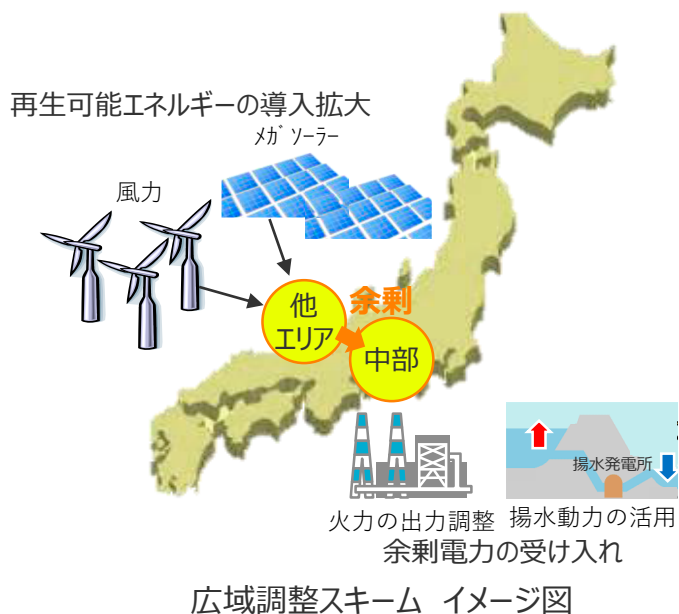 再生可能エネルギーの導入拡大
ﾒｶﾞｿｰﾗｰ
風力
他
エリア
余剰
中部
揚水発電所
火力の出力調整
揚水動力の活用
余剰電力の受け入れ
広域調整スキーム イメージ図